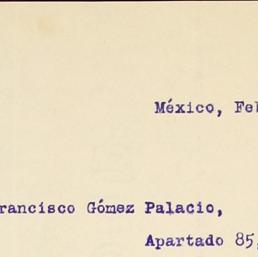 México, Feb
rancisco Gómez Palacio,
Apartado 85,